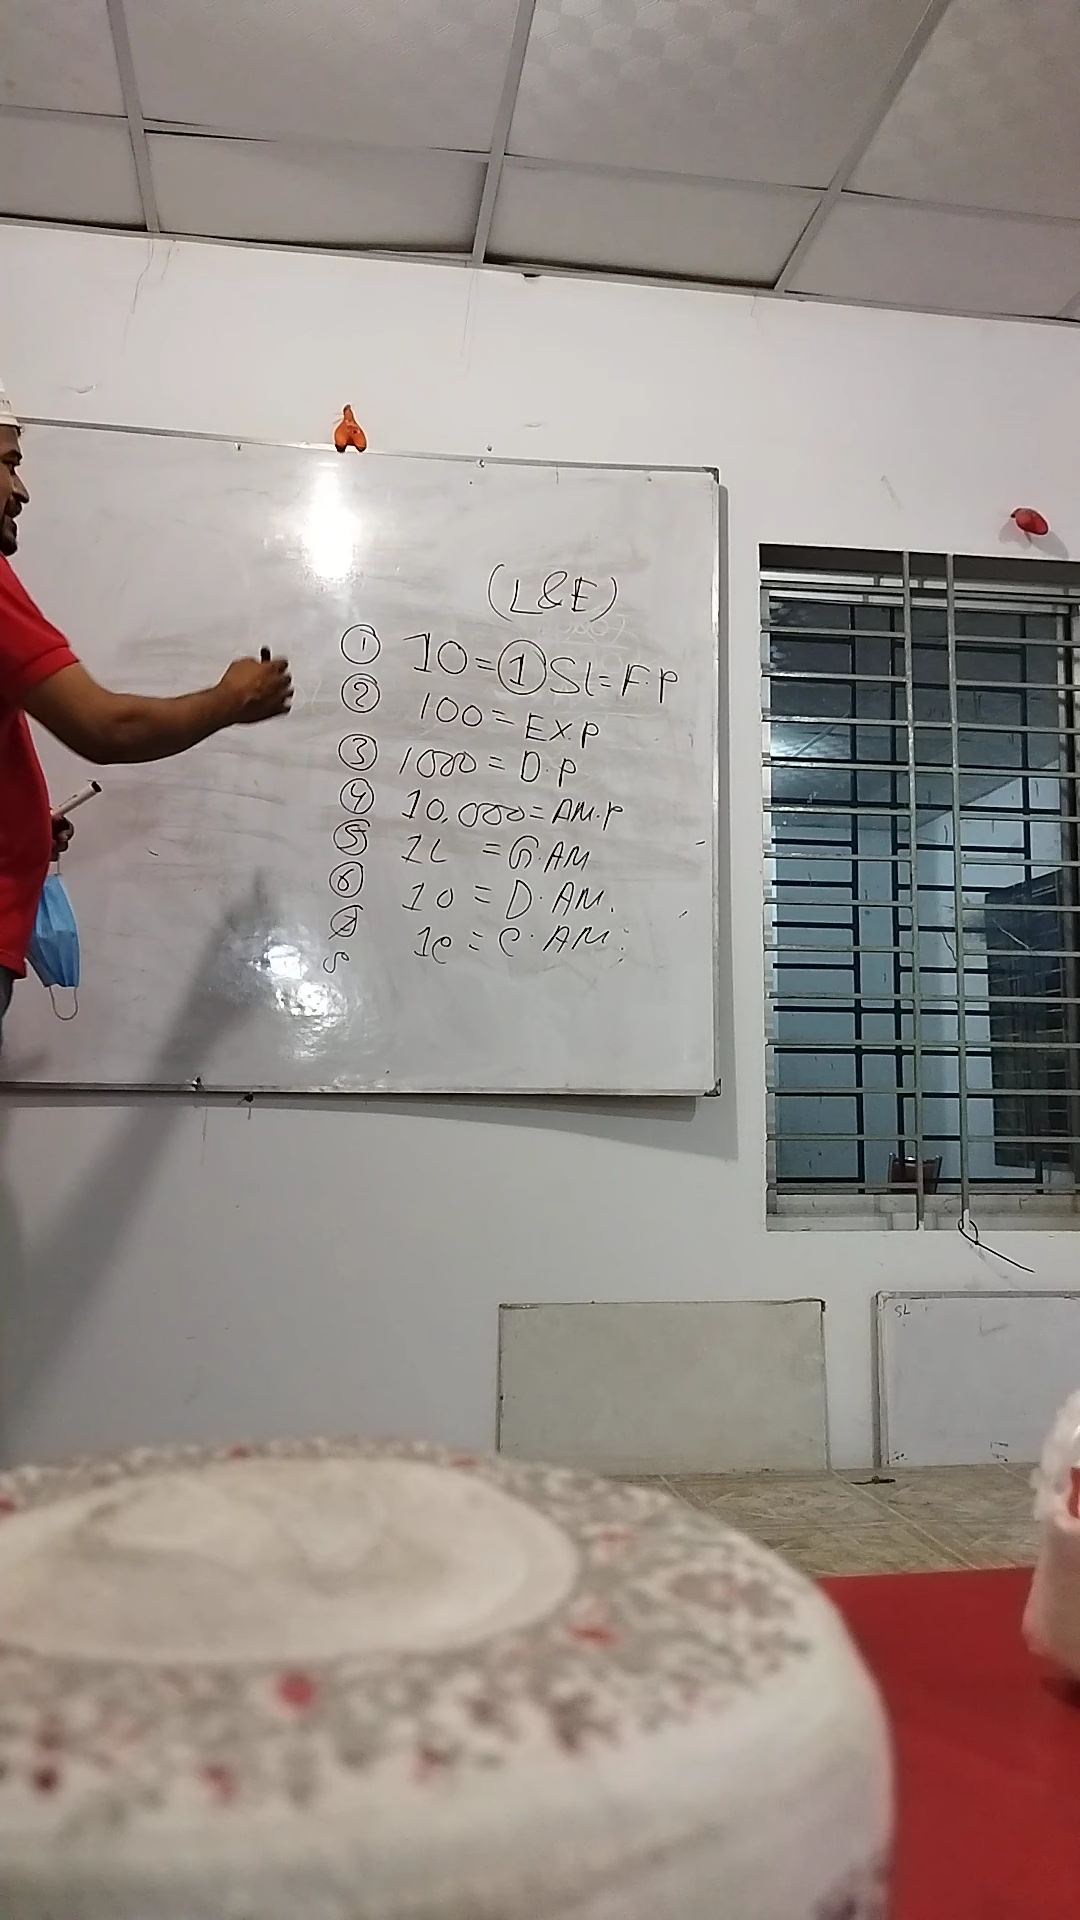 (L&E)
① 10=①SL=F.P
② 100=EX.P
③ 1000=D.P
④ 10,000=AM.P
⑤ 1L =G.AM
⑥ 10=D.AM.
1c=C.AM
SL